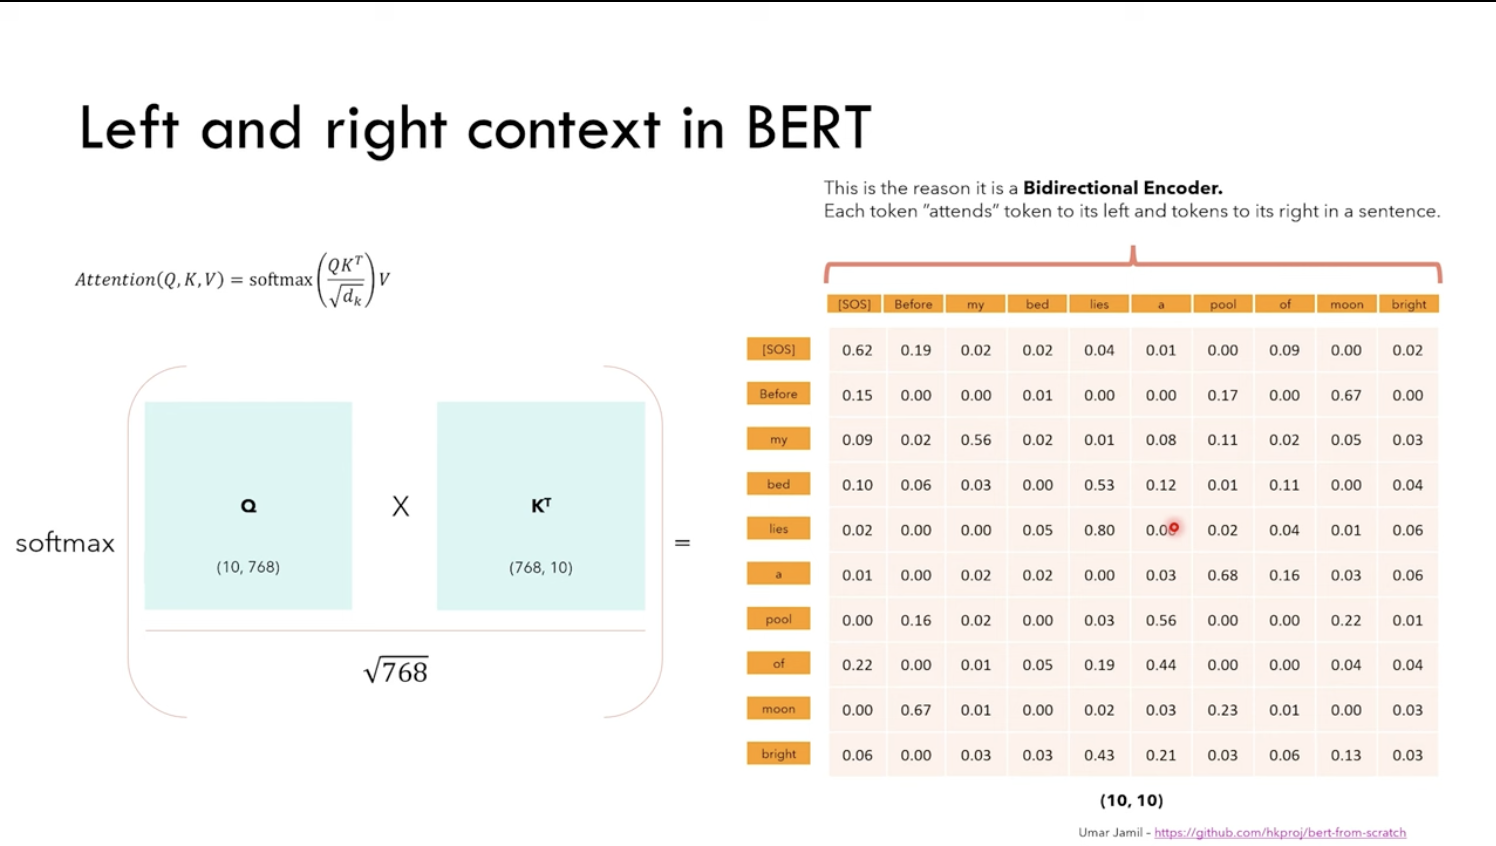 Left and right context in BERT
This is the reason it is a Bidirectional Encoder.
Each token "attends" token to its left and tokens to its right in a sentence.
Attention(Q, K, V) = softmax(QKᵀ/√dₖ)V
[SOS] Before my bed lies a pool of moon bright
[SOS] 0.62 0.19 0.02 0.02 0.04 0.01 0.00 0.09 0.00 0.02
Before 0.15 0.00 0.00 0.01 0.00 0.00 0.17 0.00 0.67 0.00
my 0.09 0.02 0.56 0.02 0.01 0.08 0.11 0.02 0.05 0.03
bed 0.10 0.06 0.03 0.00 0.53 0.12 0.01 0.11 0.00 0.04
lies 0.02 0.00 0.00 0.05 0.80 0.02 0.04 0.01 0.06
a 0.01 0.00 0.02 0.02 0.00 0.03 0.68 0.16 0.03 0.06
pool 0.00 0.16 0.02 0.00 0.03 0.56 0.00 0.00 0.22 0.01
of 0.22 0.00 0.01 0.05 0.19 0.44 0.00 0.00 0.04 0.04
moon 0.00 0.67 0.01 0.00 0.02 0.03 0.23 0.01 0.00 0.03
bright 0.06 0.00 0.03 0.03 0.43 0.21 0.03 0.06 0.13 0.03
softmax
Q X Kᵀ
(10, 768) (768, 10)
=
√768
(10, 10)
Umar Jamil – https://github.com/hkproj/bert-from-scratch